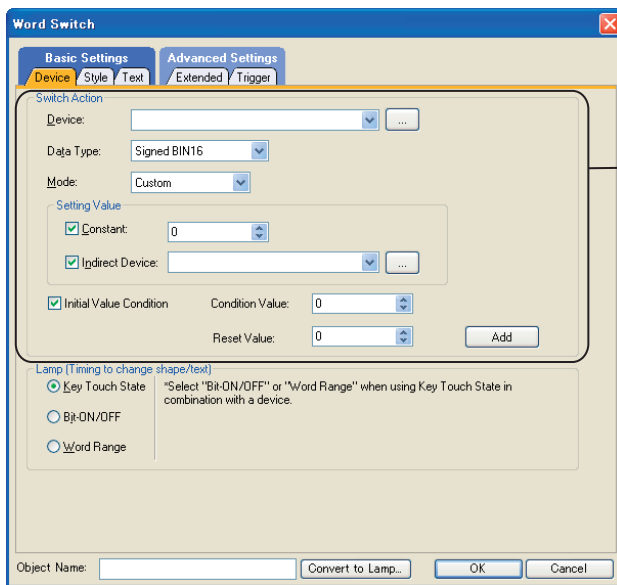 Word Switch
Basic Settings Advanced Settings
Device Style Text Extended Trigger
Switch Action
Device: ...
Data Type: Signed BIN16
Mode: Custom
Setting Value
Constant: 0
Indirect Device: ...
Initial Value Condition Condition Value: 0
Reset Value: 0 Add
Lamp (Timing to change shape/text)
Key Touch State *Select "Bit-ON/OFF" or "Word Range" when using Key Touch State in
combination with a device.
Bit-ON/OFF
Word Range
Object Name: Convert to Lamp... OK Cancel